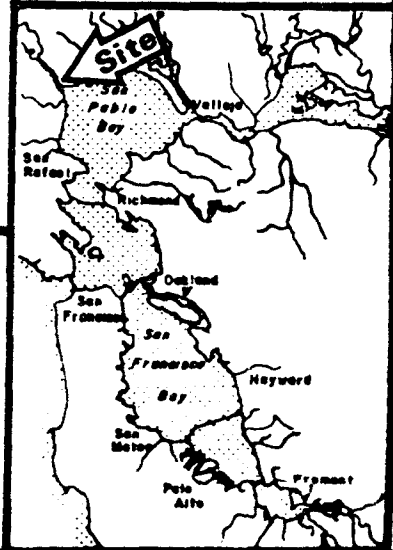 Site
San
Pablo
Bay
Vallejo
San
Rafael
Richmond
Oakland
San
Francisco
San
Francisco
Bay
Hayward
San
Mateo
Palo
Alto
Fremont